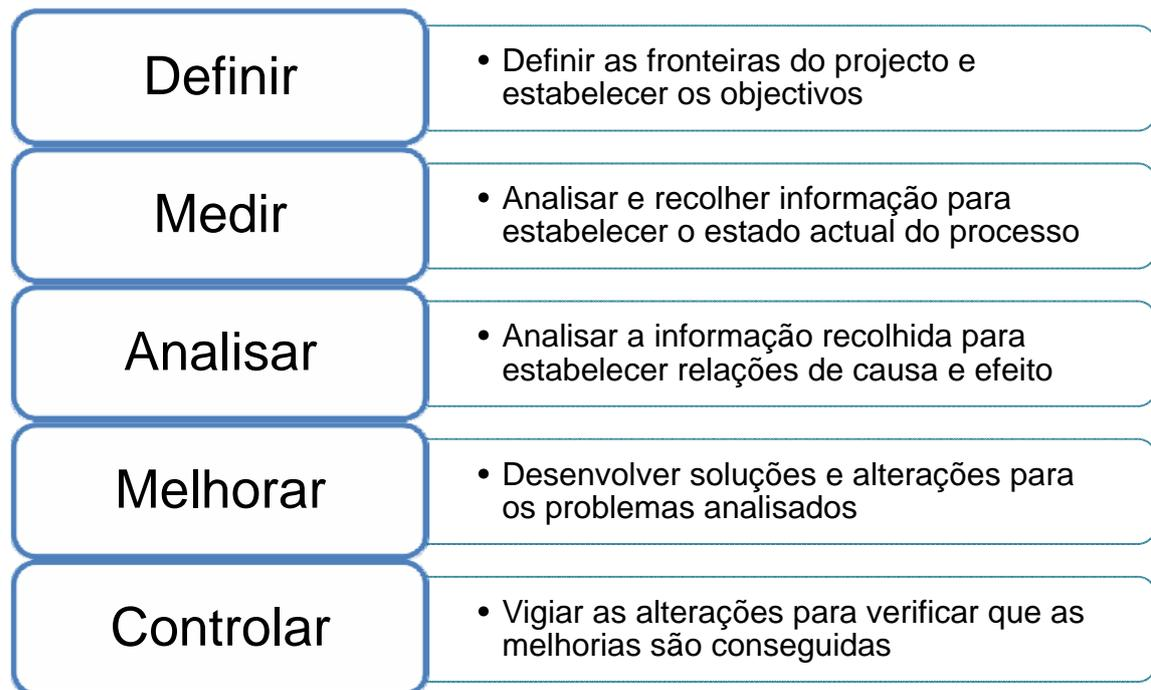 Definir
• Definir as fronteiras do projecto e
estabelecer os objectivos
Medir
• Analisar e recolher informação para
estabelecer o estado actual do processo
Analisar
• Analisar a informação recolhida para
estabelecer relações de causa e efeito
Melhorar
• Desenvolver soluções e alterações para
os problemas analisados
Controlar
• Vigiar as alterações para verificar que as
melhorias são conseguidas